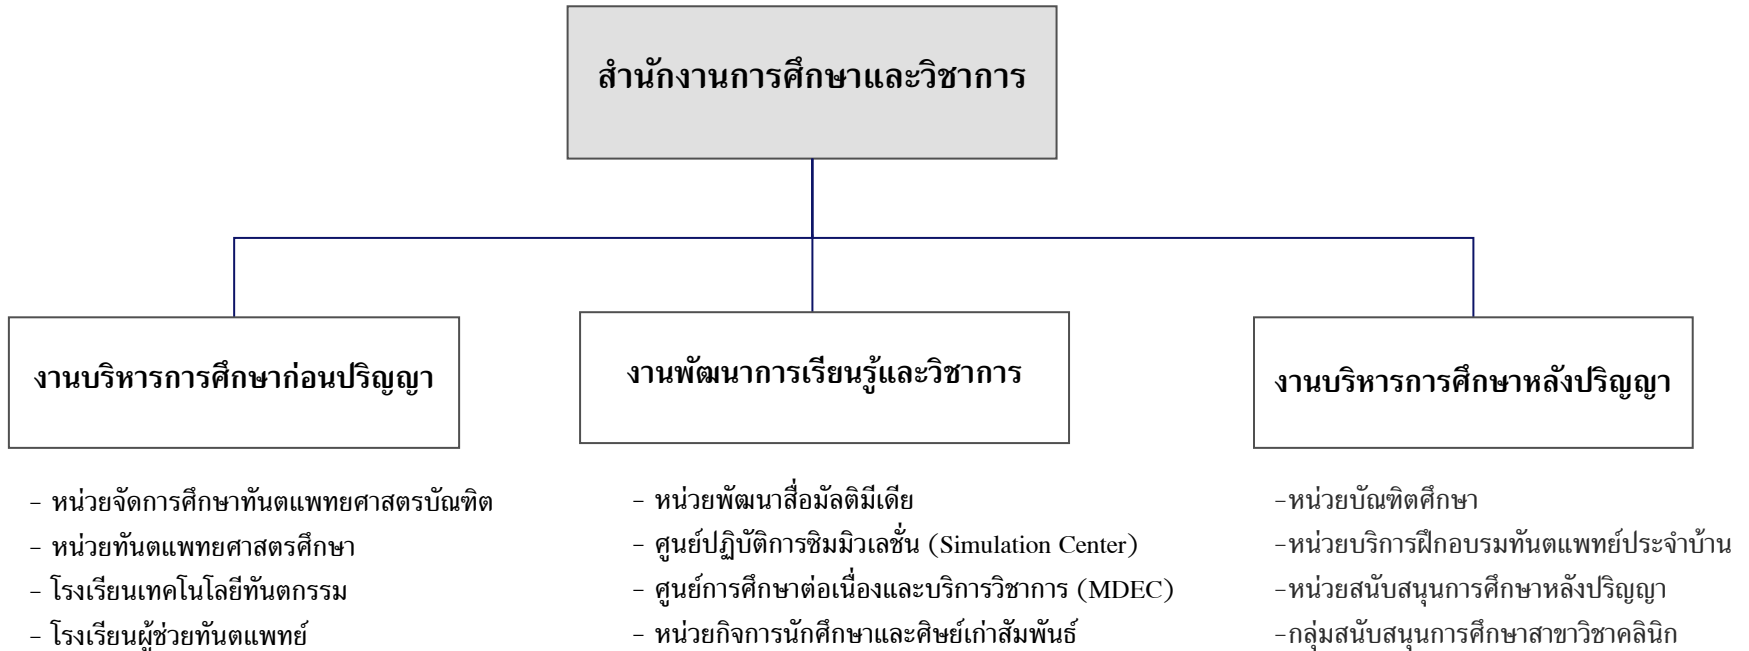 สำนักงานการศึกษาและวิชาการ
งานบริหารการศึกษาก่อนปริญญา
- หน่วยจัดการศึกษาทันตแพทยศาสตรบัณฑิต
- หน่วยทันตแพทยศาสตรศึกษา
- โรงเรียนเทคโนโลยีทันตกรรม
- โรงเรียนผู้ช่วยทันตแพทย์
งานพัฒนาการเรียนรู้และวิชาการ
- หน่วยพัฒนาสื่อมัลติมีเดีย
- ศูนย์ปฏิบัติการซิมมิวเลชั่น (Simulation Center)
- ศูนย์การศึกษาต่อเนื่องและบริการวิชาการ (MDEC)
- หน่วยกิจการนักศึกษาและศิษย์เก่าสัมพันธ์
งานบริหารการศึกษาหลังปริญญา
-หน่วยบัณฑิตศึกษา
-หน่วยบริการฝึกอบรมทันตแพทย์ประจำบ้าน
-หน่วยสนับสนุนการศึกษาหลังปริญญา
-กลุ่มสนับสนุนการศึกษาสาขาวิชาคลินิก